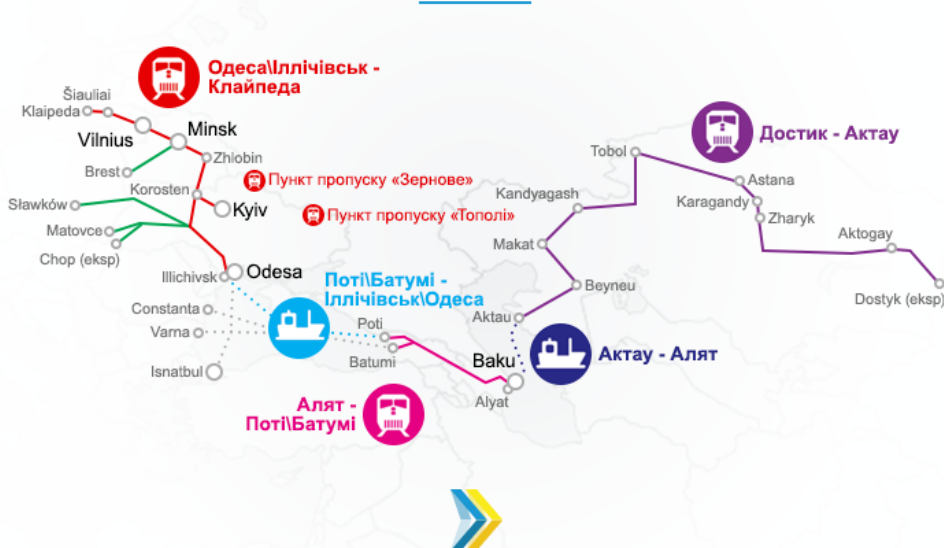 Одеса\Іллічівськ -
Клайпеда
Šiauliai
Klaipeda
Vilnius
Minsk
Zhiobin
Brest
Korosten
Пункт пропуску «Зернове»
Sławków
Kyiv
Пункт пропуску «Тополі»
Matovce
Chop (eksp)
Illichivsk
Odesa
Поті\Батумі -
Іллічівськ\Одеса
Constanta
Varna
Isnatbul
Poti
Batumi
Baku
Alyat
Алят -
Поті\Батумі
Достик - Актау
Tobol
Astana
Kandyagash
Karagandy
Zharyk
Makat
Aktogay
Beyneu
Dostyk (eksp)
Aktau
Актау - Алят